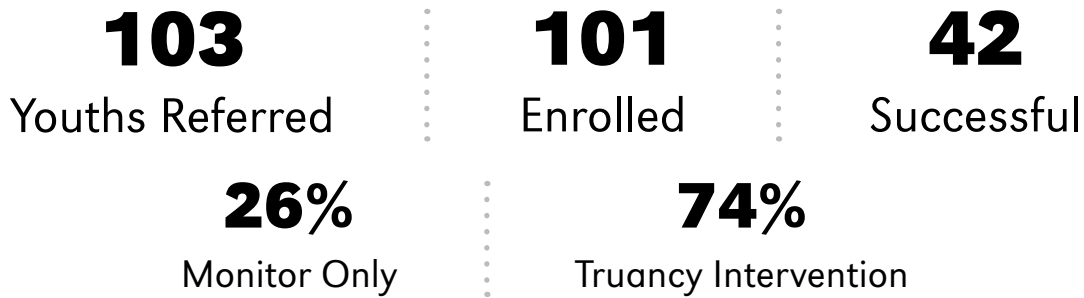 103 101 42
Youths Referred Enrolled Successful
26% 74%
Monitor Only Truancy Intervention